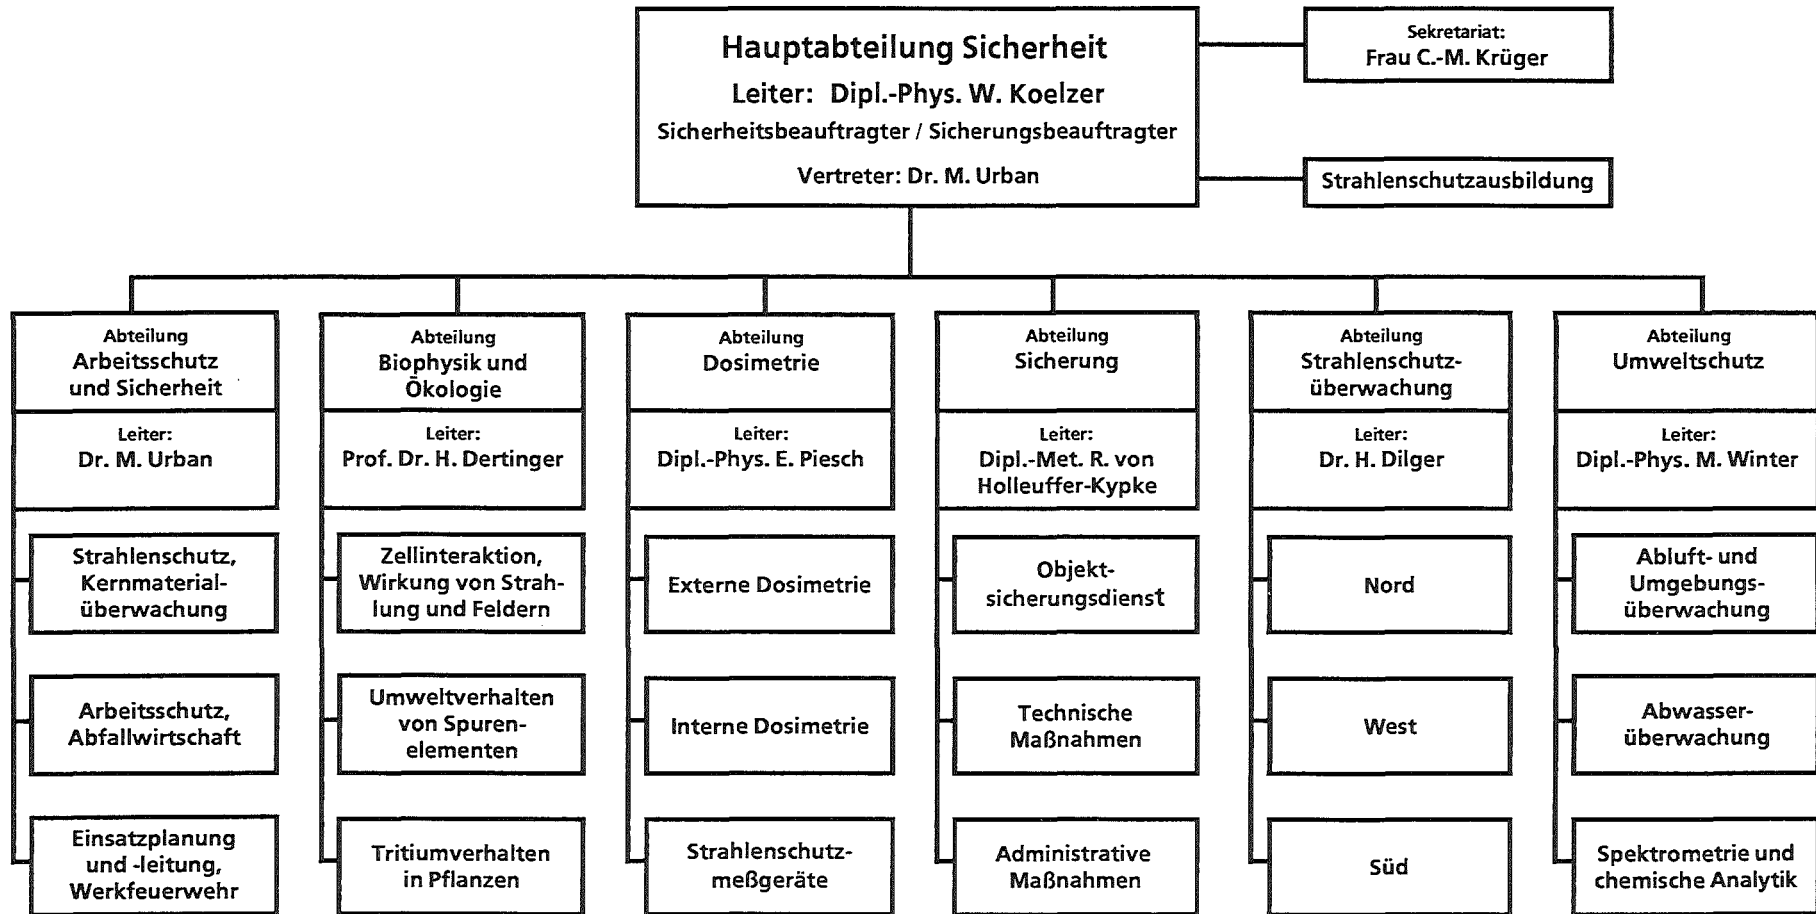 Hauptabteilung Sicherheit
Leiter: Dipl.-Phys. W. Koelzer
Sicherheitsbeauftragter / Sicherungsbeauftragter
Vertreter: Dr. M. Urban
Sekretariat:
Frau C.-M. Krüger
Strahlenschutzausbildung
Abteilung
Arbeitsschutz
und Sicherheit
Leiter:
Dr. M. Urban
Strahlenschutz,
Kernmaterial-
überwachung
Arbeitsschutz,
Abfallwirtschaft
Einsatzplanung
und -leitung,
Werkfeuerwehr
Abteilung
Biophysik und
Ökologie
Leiter:
Prof. Dr. H. Dertinger
Zellinteraktion,
Wirkung von Strah-
lung und Feldern
Umweltverhalten
von Spuren-
elementen
Tritiumverhalten
in Pflanzen
Abteilung
Dosimetrie
Leiter:
Dipl.-Phys. E. Piesch
Externe Dosimetrie
Interne Dosimetrie
Strahlenschutz-
meßgeräte
Abteilung
Sicherung
Leiter:
Dipl.-Met. R. von
Holleuffer-Kypke
Objekt-
sicherungsdienst
Technische
Maßnahmen
Administrative
Maßnahmen
Abteilung
Strahlenschutz-
überwachung
Leiter:
Dr. H. Dilger
Nord
West
Süd
Abteilung
Umweltschutz
Leiter:
Dipl.-Phys. M. Winter
Abluft- und
Umgebungs-
überwachung
Abwasser-
überwachung
Spektrometrie und
chemische Analytik